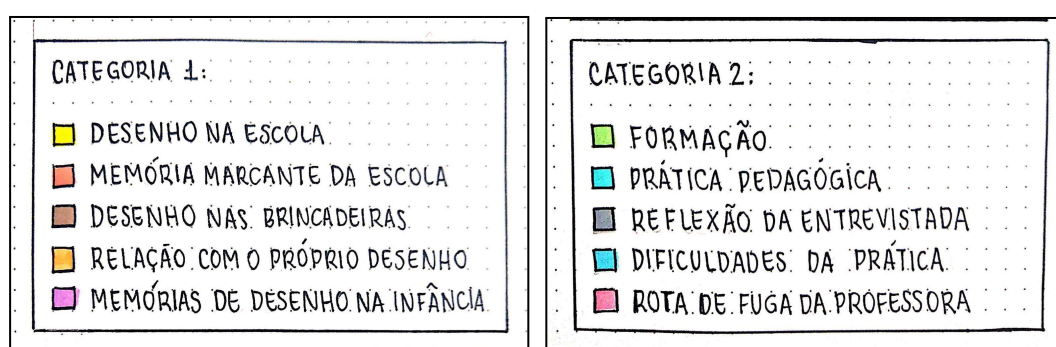 CATEGORIA 1:
DESENHO NA ESCOLA
MEMÓRIA MARCANTE DA ESCOLA
DESENHO NAS BRINCADEIRAS
RELAÇÃO COM O PRÓPRIO DESENHO
MEMÓRIAS DE DESENHO NA INFÂNCIA
CATEGORIA 2:
FORMAÇÃO
PRÁTICA PEDAGÓGICA
REFLEXÃO DA ENTREVISTADA
DIFICULDADES DA PRÁTICA
ROTA DE FUGA DA PROFESSORA